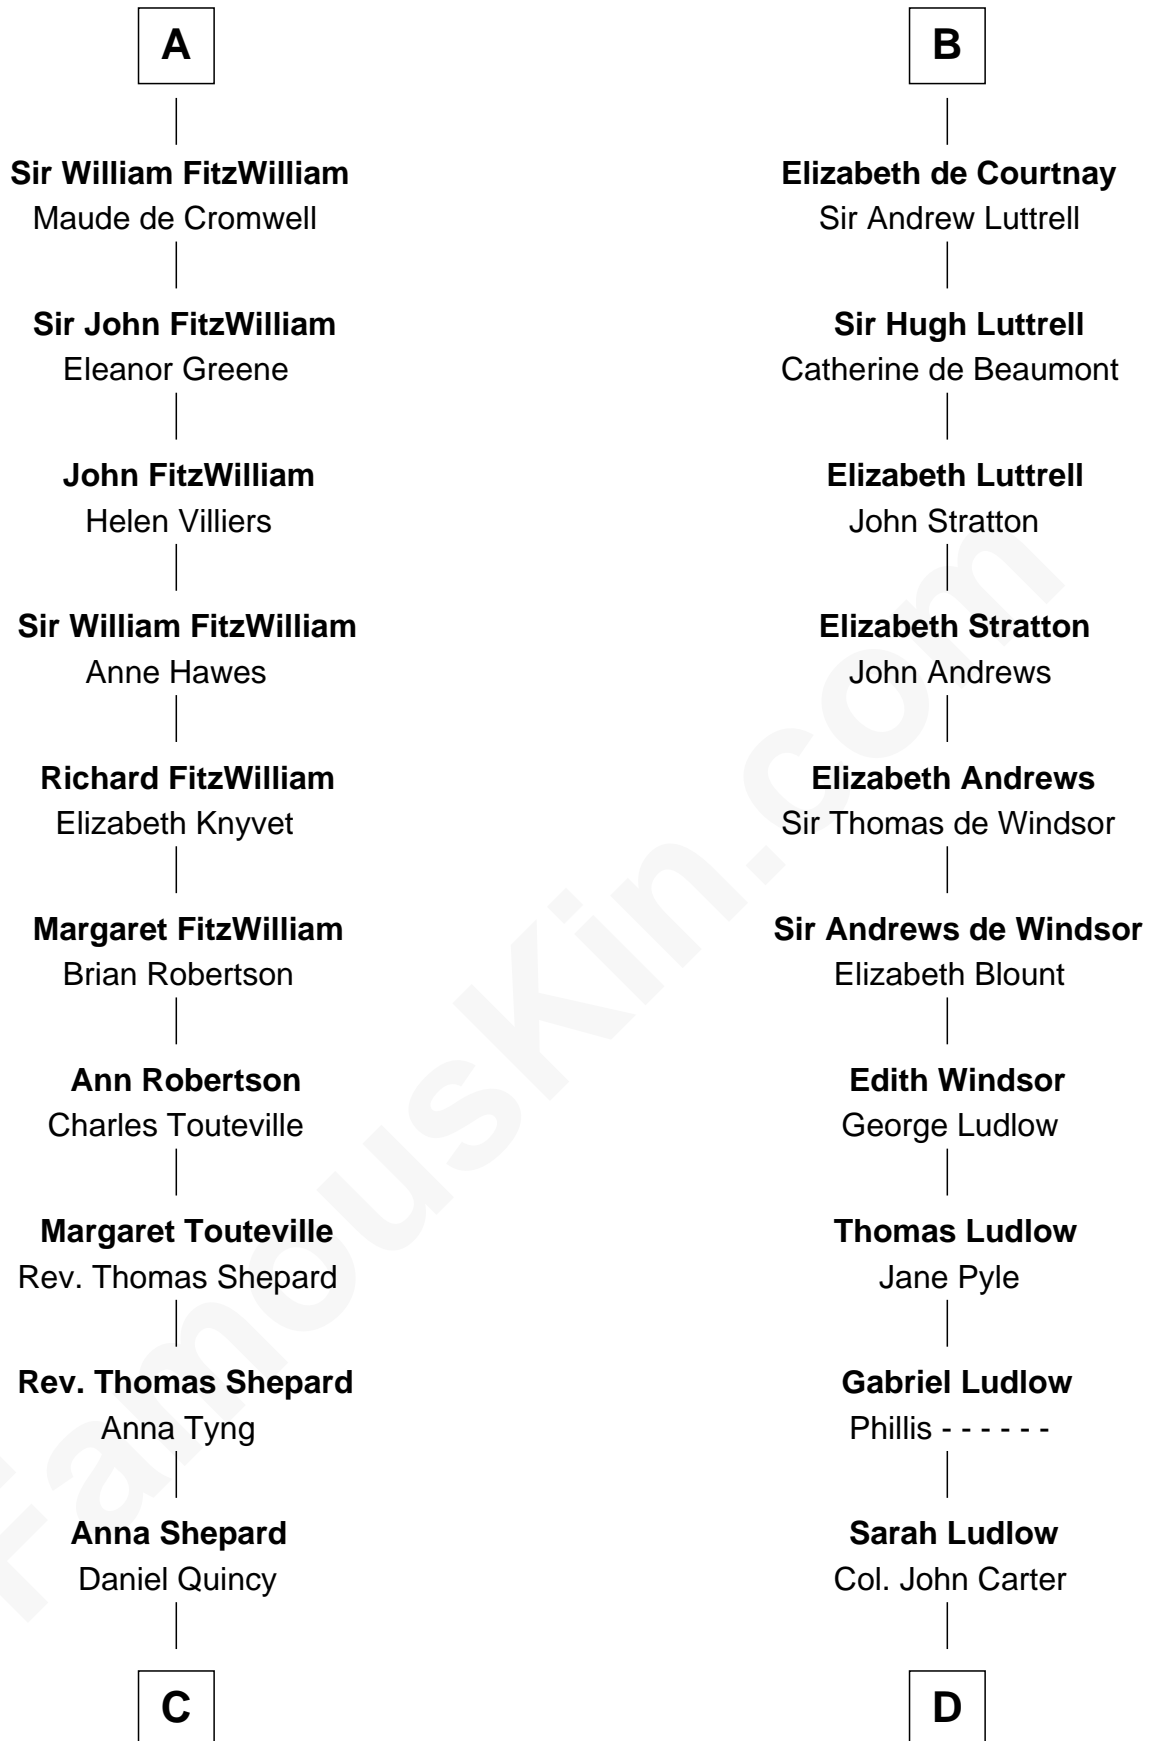 A
Sir William FitzWilliam
Maude de Cromwell
Sir John FitzWilliam
Eleanor Greene
John FitzWilliam
Helen Villiers
Sir William FitzWilliam
Anne Hawes
Richard FitzWilliam
Elizabeth Knyvet
Margaret FitzWilliam
Brian Robertson
Ann Robertson
Charles Touteville
Margaret Touteville
Rev. Thomas Shepard
Rev. Thomas Shepard
Anna Tyng
Anna Shepard
Daniel Quincy
C
B
Elizabeth de Courtnay
Sir Andrew Luttrell
Sir Hugh Luttrell
Catherine de Beaumont
Elizabeth Luttrell
John Stratton
Elizabeth Stratton
John Andrews
Elizabeth Andrews
Sir Thomas de Windsor
Sir Andrews de Windsor
Elizabeth Blount
Edith Windsor
George Ludlow
Thomas Ludlow
Jane Pyle
Gabriel Ludlow
Phillis - - - - - -
Sarah Ludlow
Col. John Carter
D
FamousKin.com